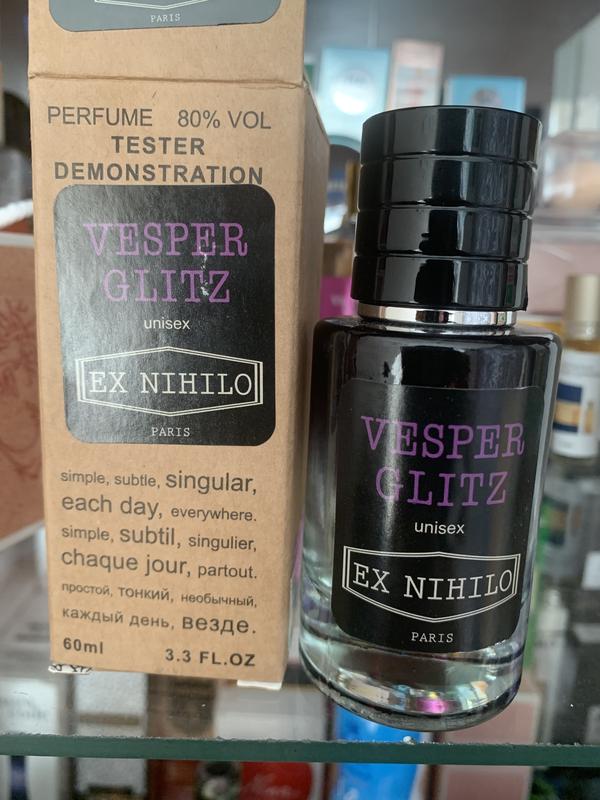 PARIS
PERFUME 80% VOL
TESTER
DEMONSTRATION
VESPER
GLITZ
unisex
EX NIHILO
PARIS
simple, subtle, singular,
each day, everywhere.
simple, subtil, singulier,
chaque jour, partout.
простой, тонкий, необычный,
каждый день, везде.
60ml 3.3 FL.OZ
VESPER
GLITZ
unisex
EX NIHILO
PARIS